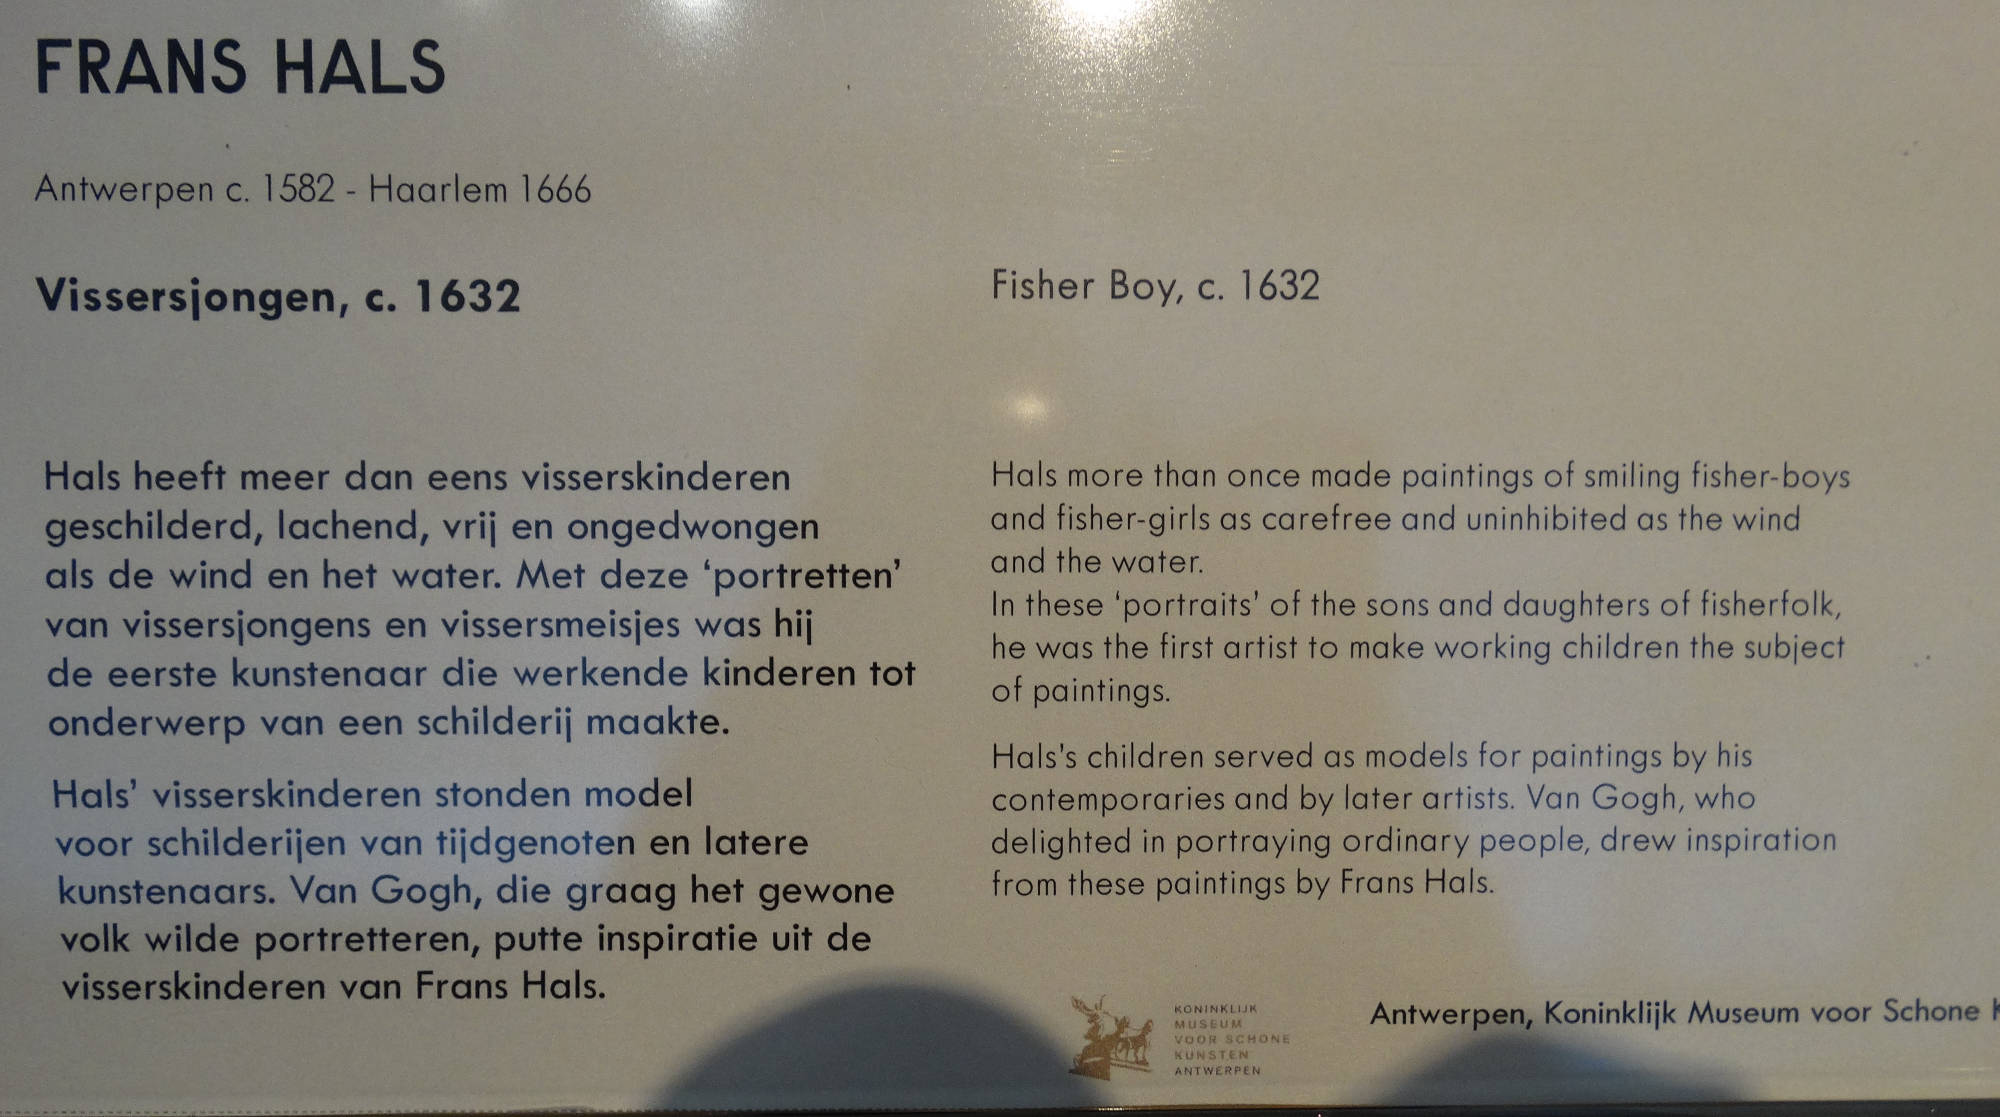 FRANS HALS
Antwerpen c. 1582 - Haarlem 1666
Vissersjongen, c. 1632
Hals heeft meer dan eens visserskinderen
geschilderd, lachend, vrij en ongedwongen
als de wind en het water. Met deze ‘portretten’
van vissersjongens en vissersmeisjes was hij
de eerste kunstenaar die werkende kinderen tot
onderwerp van een schilderij maakte.
Hals’ visserskinderen stonden model
voor schilderijen van tijdgenoten en latere
kunstenaars. Van Gogh, die graag het gewone
volk wilde portretteren, putte inspiratie uit de
visserskinderen van Frans Hals.
Fisher Boy, c. 1632
Hals more than once made paintings of smiling fisher-boys
and fisher-girls as carefree and uninhibited as the wind
and the water.
In these ‘portraits’ of the sons and daughters of fisherfolk,
he was the first artist to make working children the subject
of paintings.
Hals's children served as models for paintings by his
contemporaries and by later artists. Van Gogh, who
delighted in portraying ordinary people, drew inspiration
from these paintings by Frans Hals.
KONINKLIJK
MUSEUM
VOOR SCHONE
KUNSTEN
ANTWERPEN
Antwerpen, Koninklijk Museum voor Schone